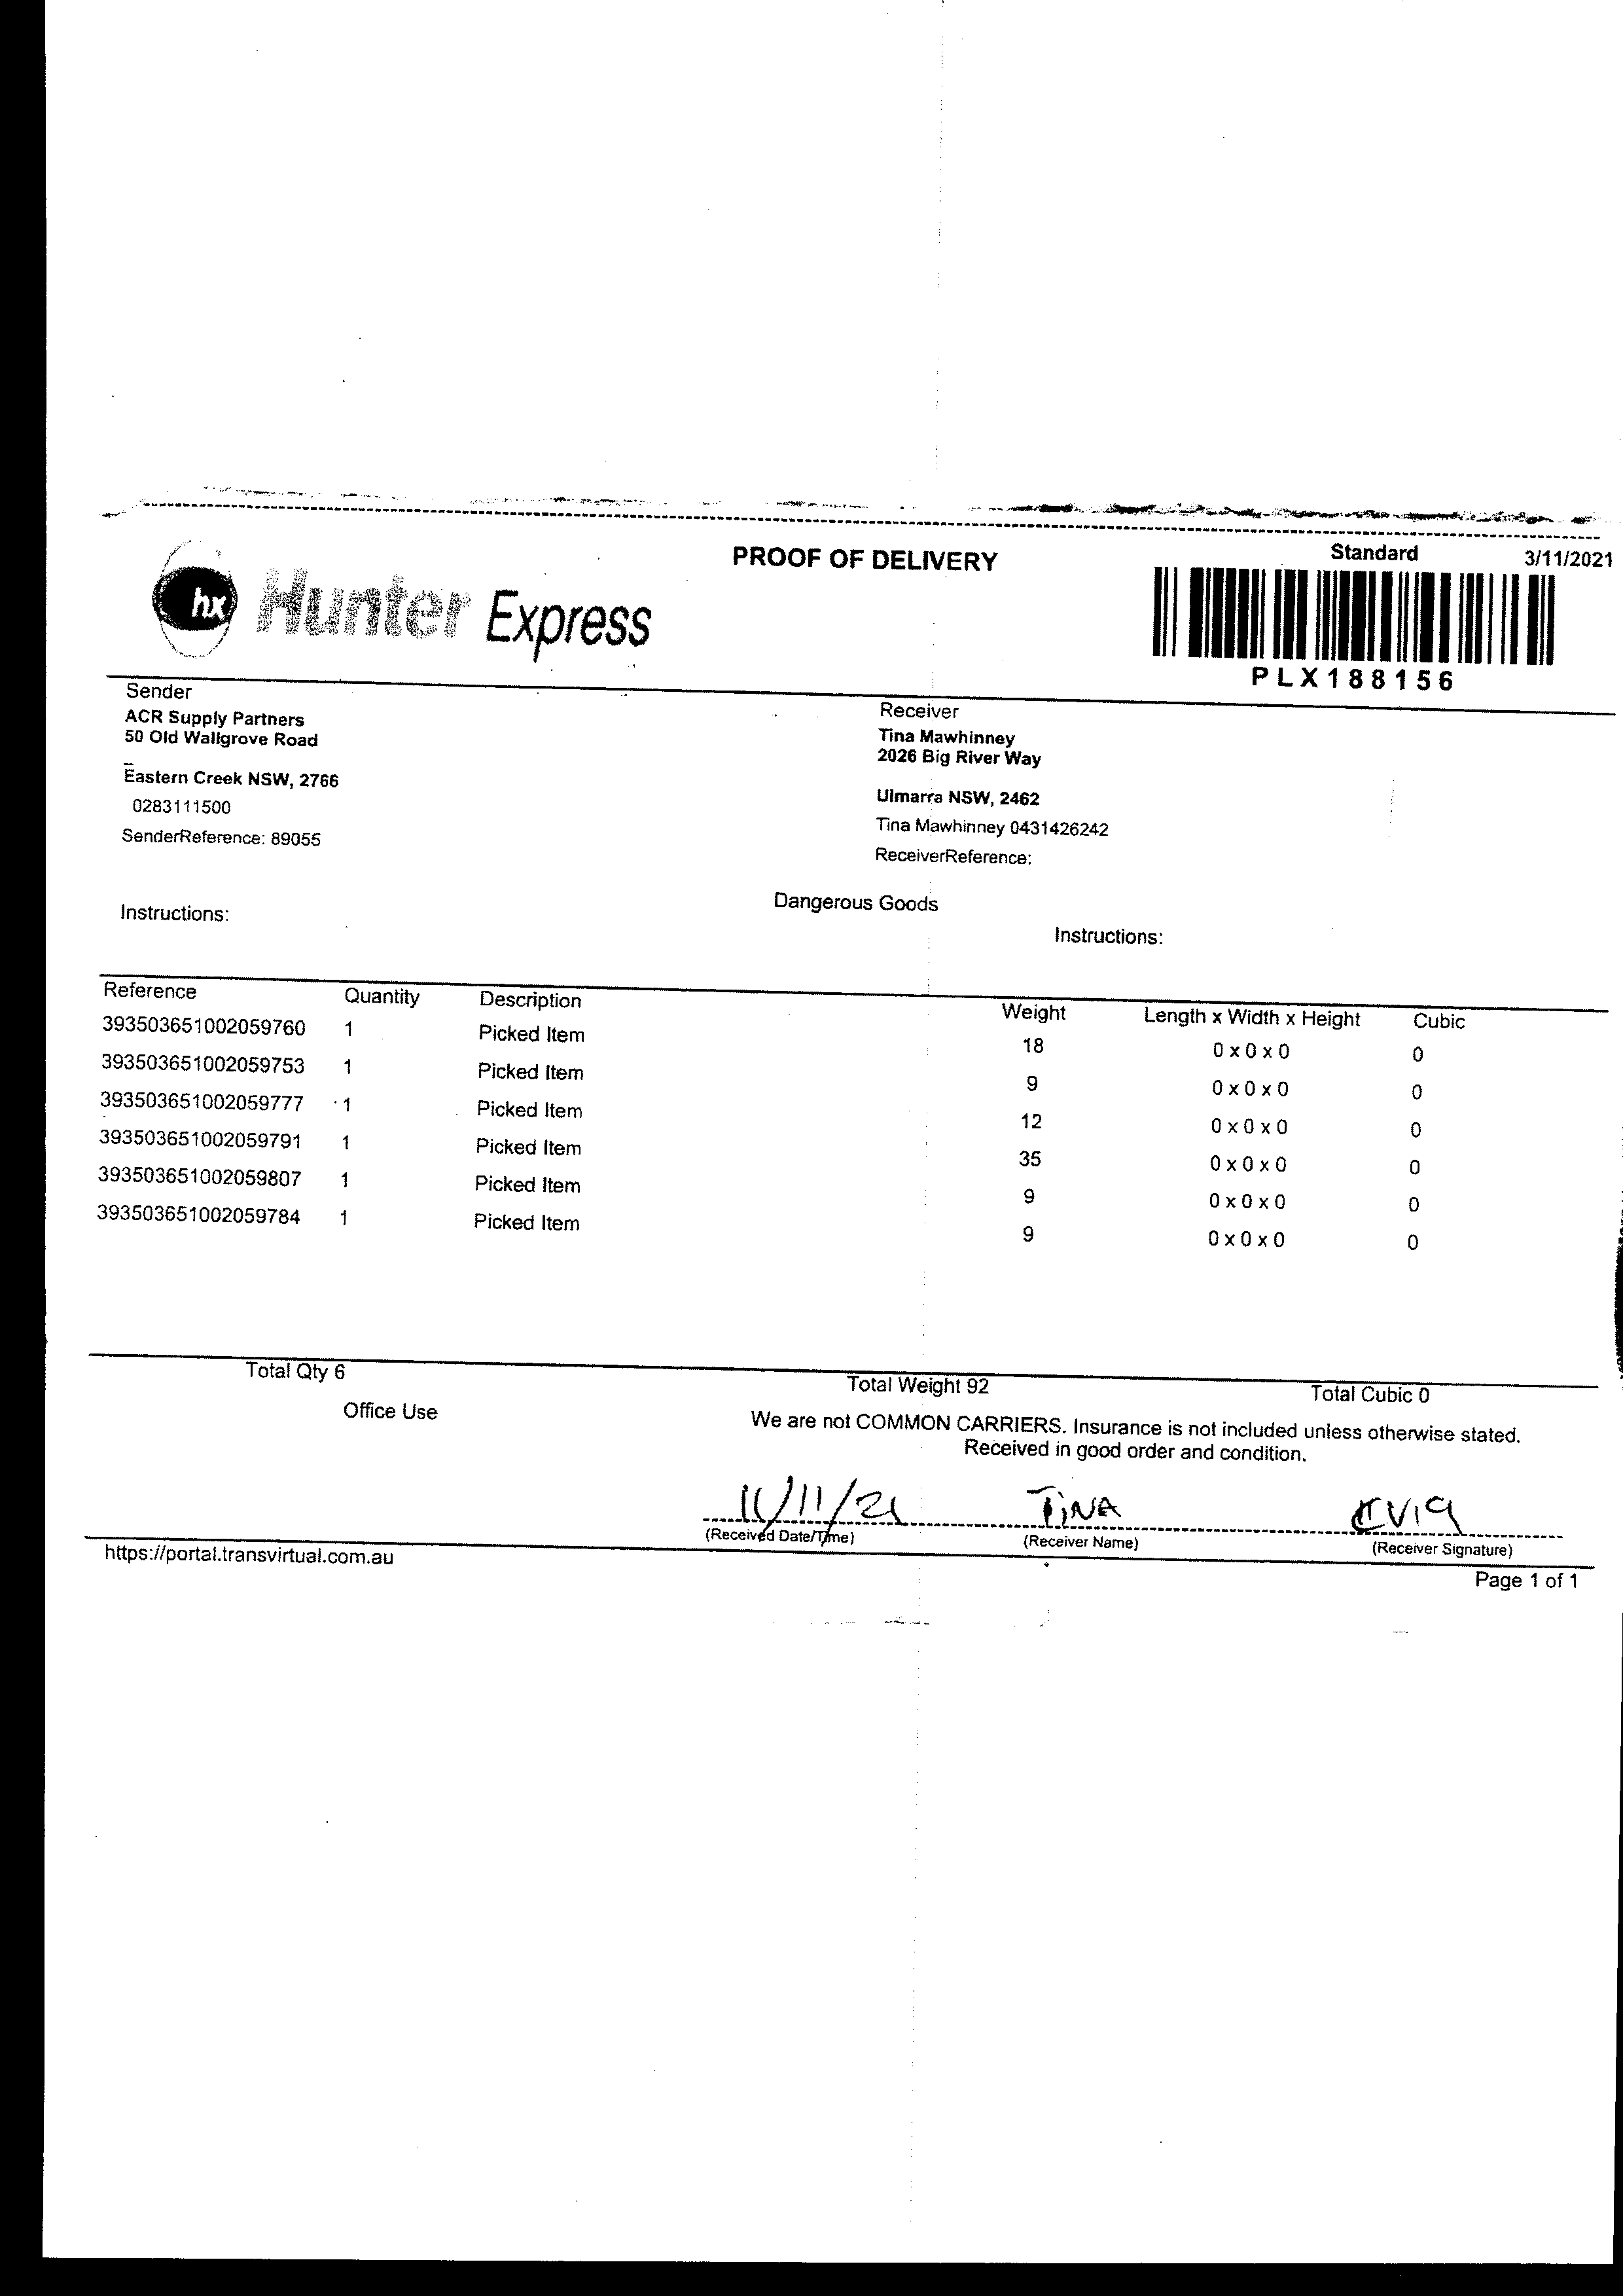 PROOF OF DELIVERY
Standard
3/11/2021
hx Hunter Express
PLX188156
Sender
ACR Supply Partners
50 Old Wallgrove Road
Eastern Creek NSW, 2766
0283111500
SenderReference: 89055
Receiver
Tina Mawhinney
2026 Big River Way
Ulmarra NSW, 2462
Tina Mawhinney 0431426242
ReceiverReference:
Dangerous Goods
Instructions:
Instructions:
Reference Quantity Description Weight Length x Width x Height Cubic
393503651002059760 1 Picked Item 18 0 x 0 x 0 0
393503651002059753 1 Picked Item 9 0 x 0 x 0 0
393503651002059777 1 Picked Item 12 0 x 0 x 0 0
393503651002059791 1 Picked Item 35 0 x 0 x 0 0
393503651002059807 1 Picked Item 9 0 x 0 x 0 0
393503651002059784 1 Picked Item 9 0 x 0 x 0 0
Total Qty 6 Total Weight 92 Total Cubic 0
Office Use
We are not COMMON CARRIERS. Insurance is not included unless otherwise stated.
Received in good order and condition.
11/11/21 TiNA CV19
(Received Date/Time) (Receiver Name) (Receiver Signature)
https://portal.transvirtual.com.au
Page 1 of 1